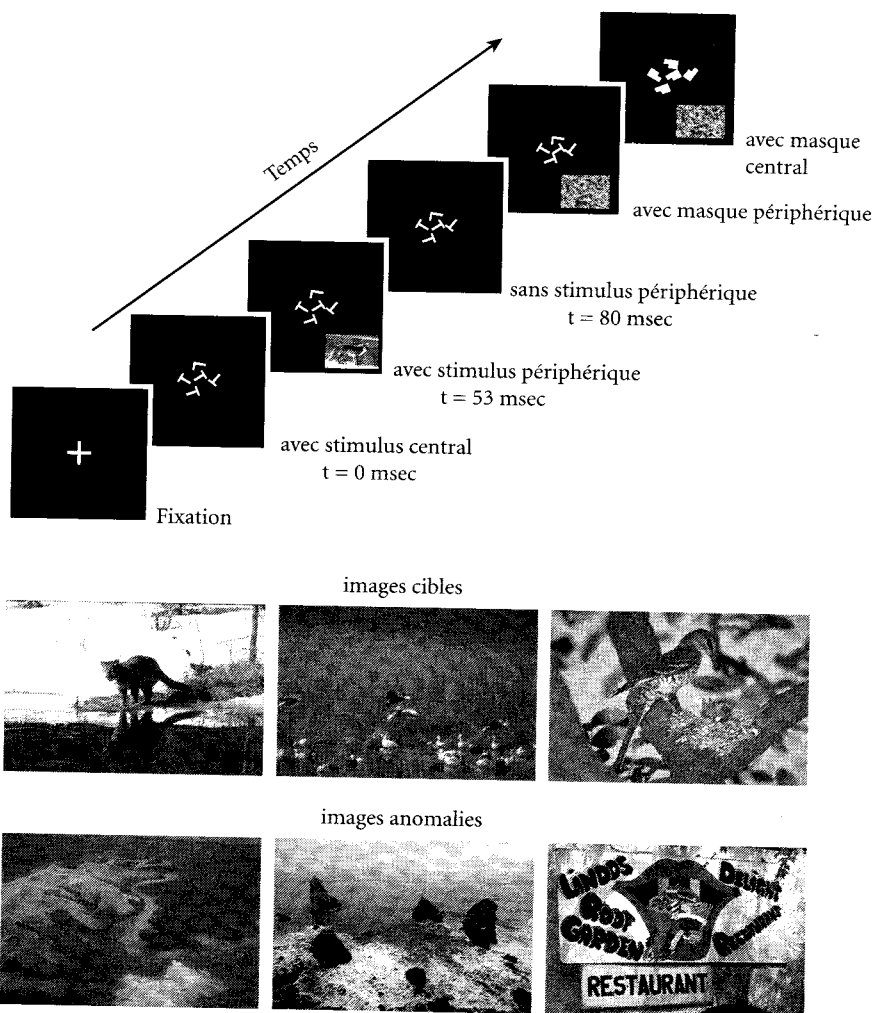 Temps
avec masque
central
avec masque périphérique
sans stimulus périphérique
t = 80 msec
avec stimulus périphérique
t = 53 msec
avec stimulus central
t = 0 msec
Fixation
images cibles
images anomalies
LINDOS
ROOF
GARDEN
DELIGHT
RESTAURANT